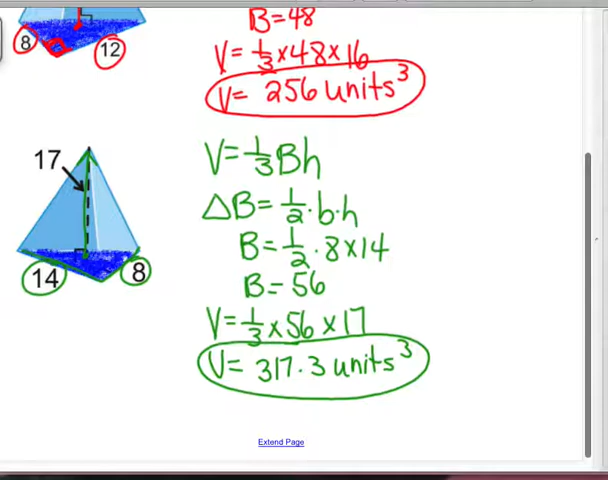 B=48
8
12
V= 1/3 ×48×16
V= 256 units³
17
V= 1/3 Bh
△B= 1/2 ·b·h
B= 1/2 · 8×14
14
8
B= 56
V= 1/3 ×56 ×17
V= 317.3 units³
Extend Page